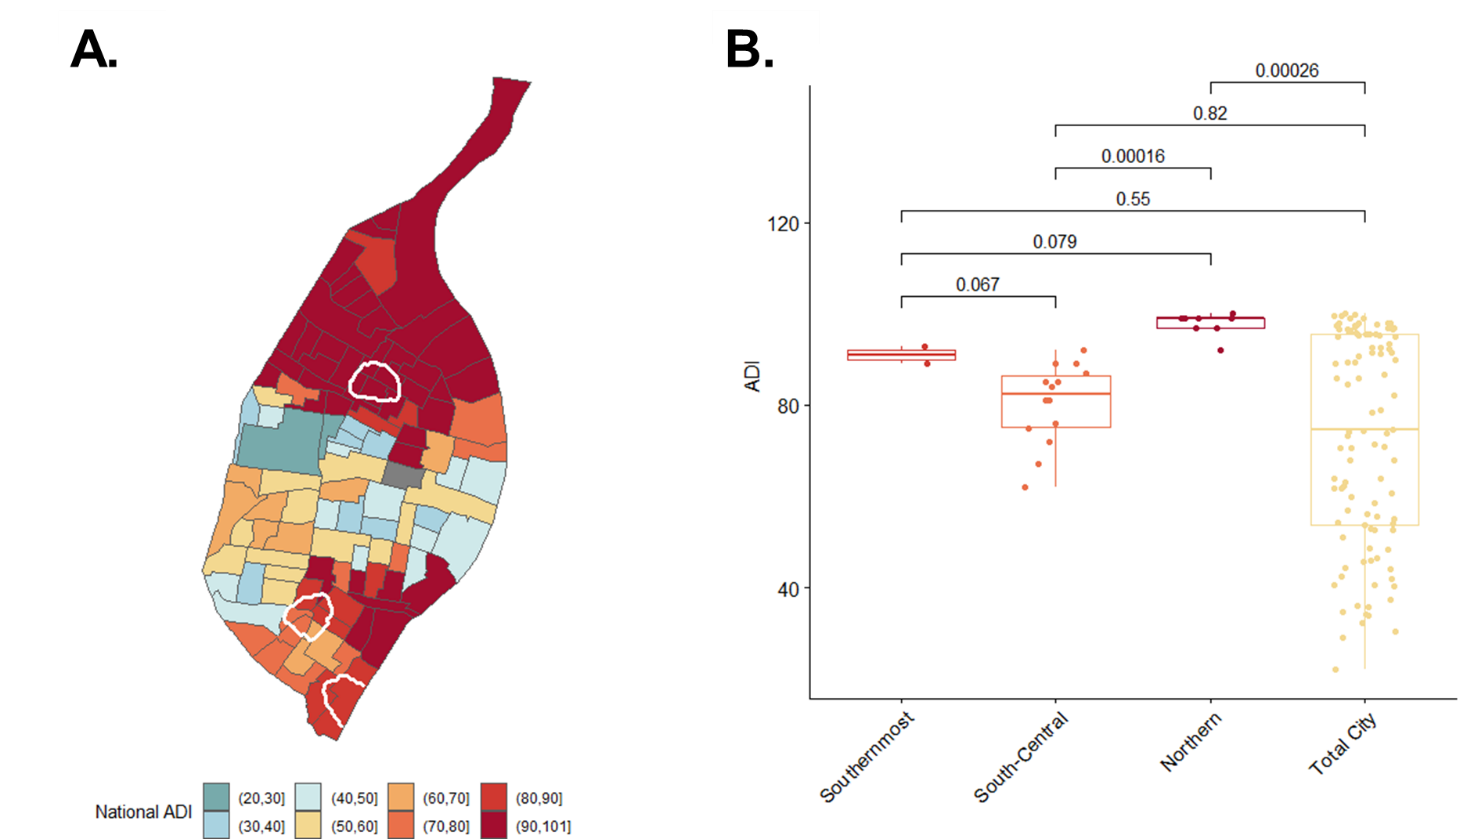 A.
National ADI
(20,30] (40,50] (60,70] (80,90]
(30,40] (50,60] (70,80] (90,101]
B.
0.00026
0.82
0.00016
0.55
0.079
0.067
ADI
120
80
40
Southernmost
South-Central
Northern
Total City